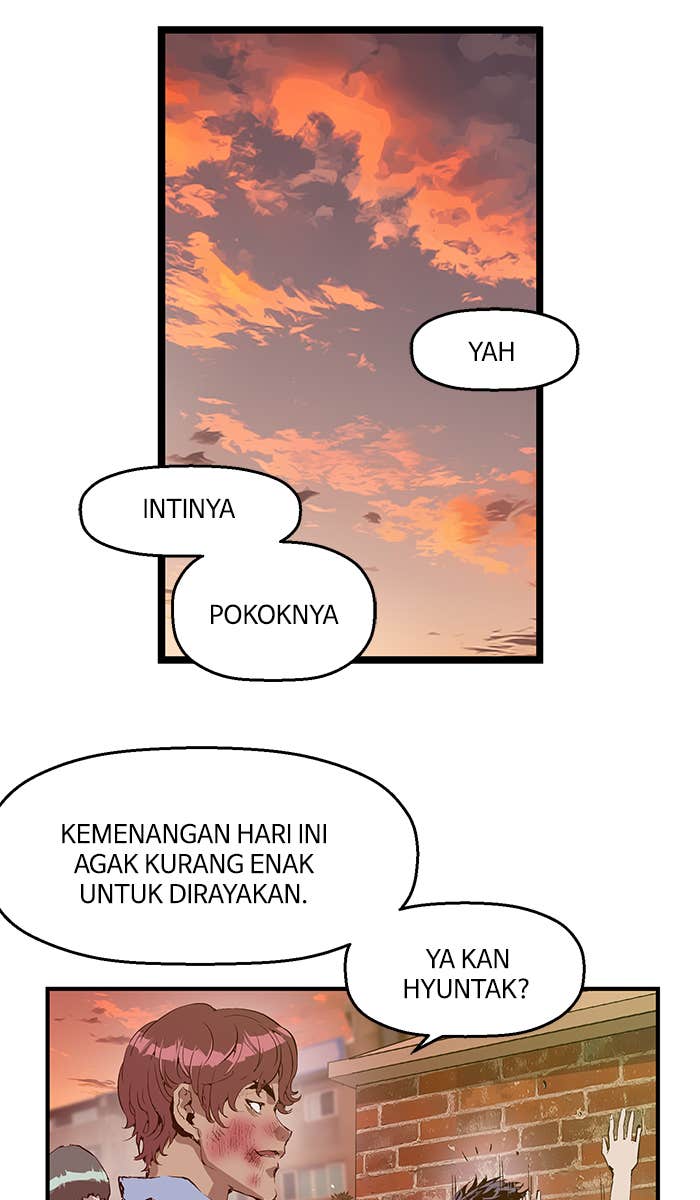 YAH
INTINYA
POKOKNYA
KEMENANGAN HARI INI
AGAK KURANG ENAK
UNTUK DIRAYAKAN.
YA KAN
HYUNTAK?